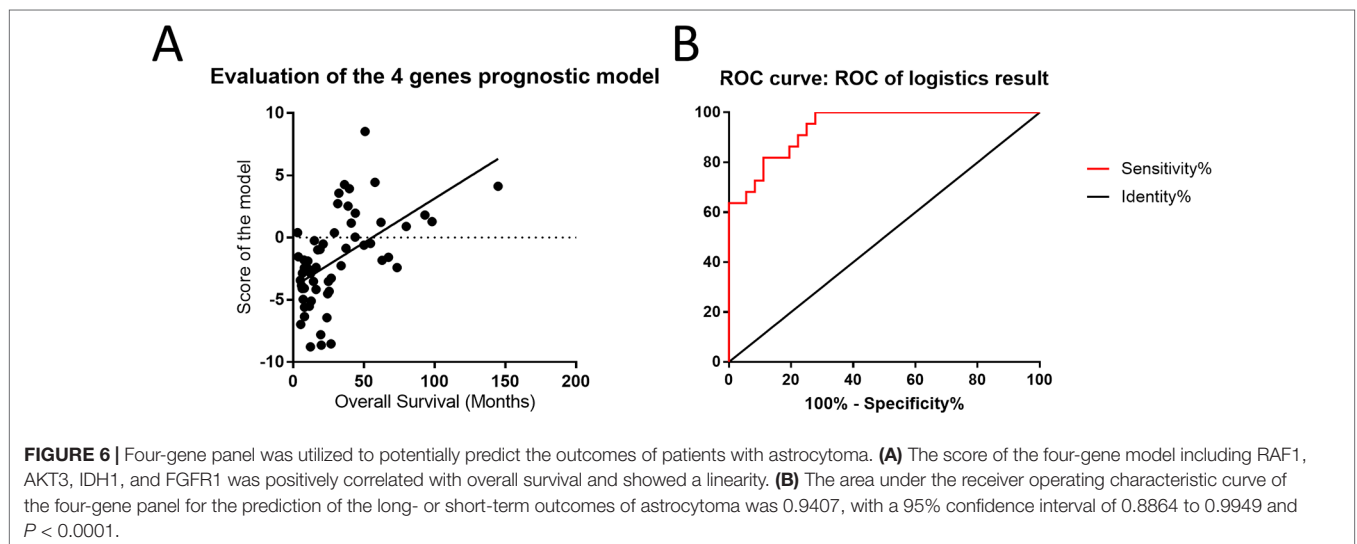 A
Evaluation of the 4 genes prognostic model
10
5
0
-5
-10
Score of the model
0
50
100
150
200
Overall Survival (Months)
B
ROC curve: ROC of logistics result
100
80
60
40
20
0
0
20
40
60
80
100
100% - Specificity%
Sensitivity%
Identity%
FIGURE 6 | Four-gene panel was utilized to potentially predict the outcomes of patients with astrocytoma. (A) The score of the four-gene model including RAF1,
AKT3, IDH1, and FGFR1 was positively correlated with overall survival and showed a linearity. (B) The area under the receiver operating characteristic curve of
the four-gene panel for the prediction of the long- or short-term outcomes of astrocytoma was 0.9407, with a 95% confidence interval of 0.8864 to 0.9949 and
P < 0.0001.